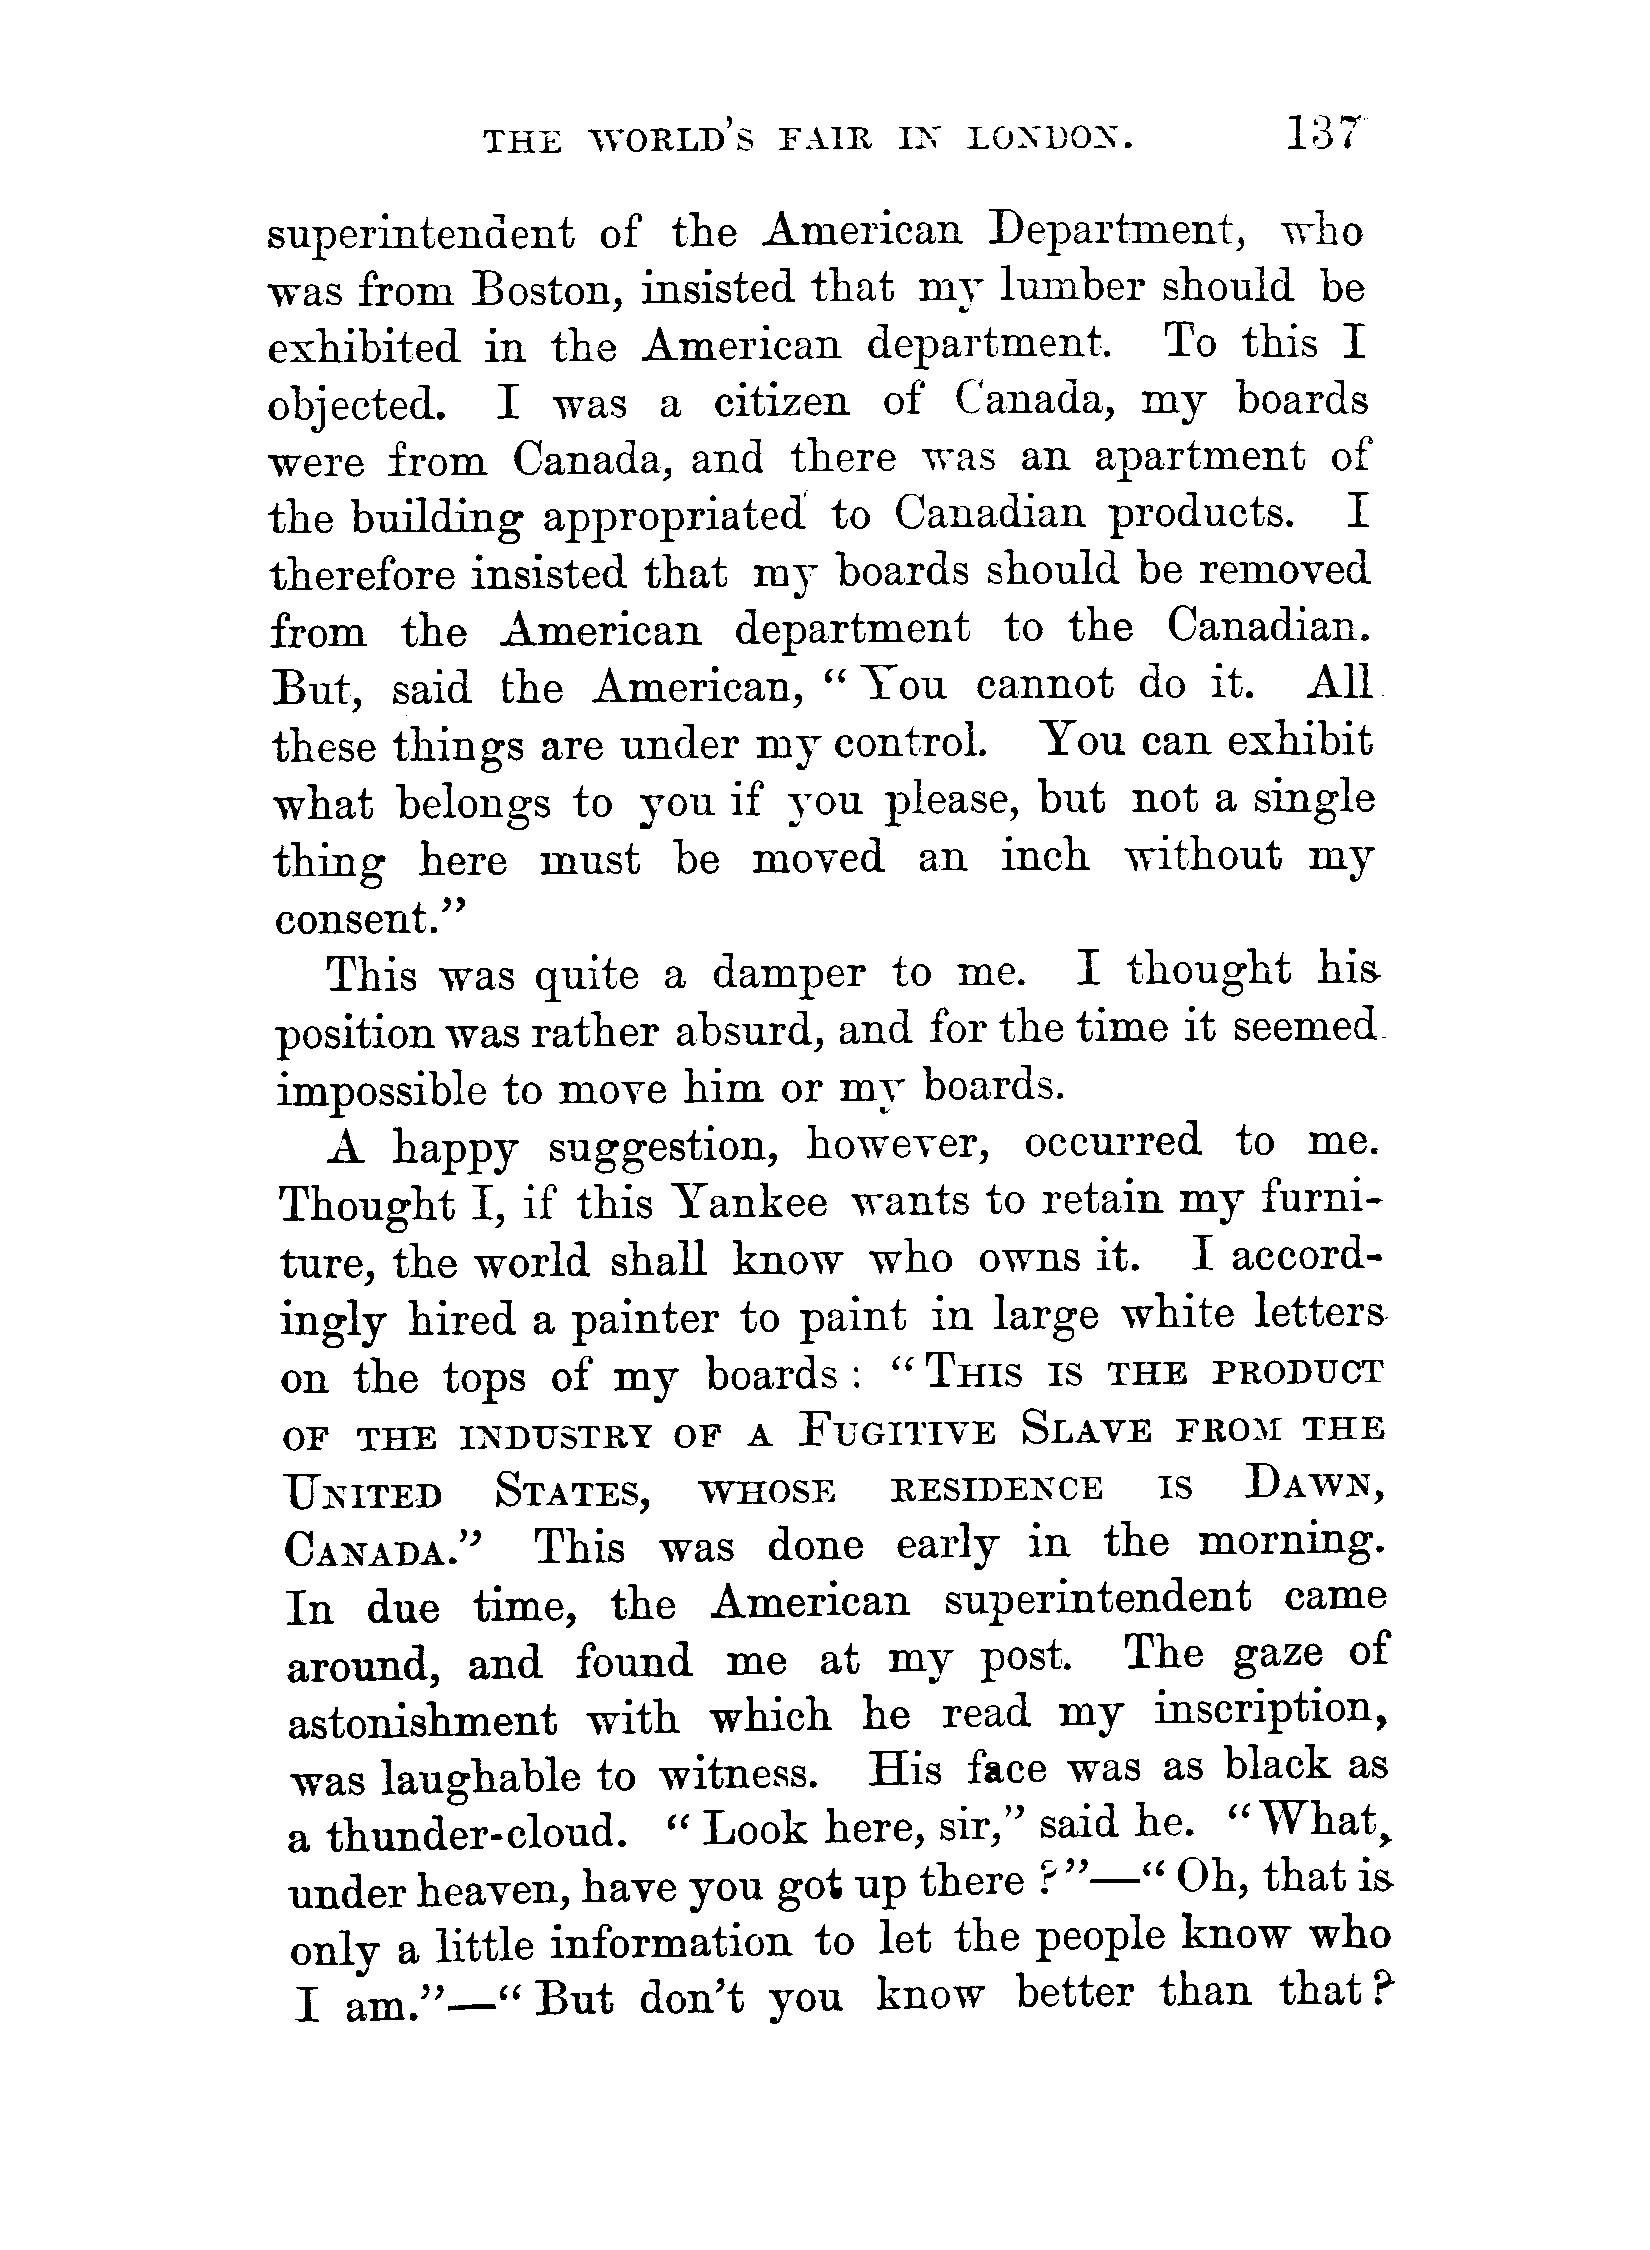 THE WORLD'S FAIR IN LONDON. 137
superintendent of the American Department, who
was from Boston, insisted that my lumber should be
exhibited in the American department. To this I
objected. I was a citizen of Canada, my boards
were from Canada, and there was an apartment of
the building appropriated to Canadian products. I
therefore insisted that my boards should be removed
from the American department to the Canadian.
But, said the American, “You cannot do it. All
these things are under my control. You can exhibit
what belongs to you if you please, but not a single
thing here must be moved an inch without my
consent.”
This was quite a damper to me. I thought his
position was rather absurd, and for the time it seemed
impossible to move him or my boards.
A happy suggestion, however, occurred to me.
Thought I, if this Yankee wants to retain my furni-
ture, the world shall know who owns it. I accord-
ingly hired a painter to paint in large white letters
on the tops of my boards: “THIS IS THE PRODUCT
OF THE INDUSTRY OF A FUGITIVE SLAVE FROM THE
UNITED STATES, WHOSE RESIDENCE IS DAWN,
CANADA.” This was done early in the morning.
In due time, the American superintendent came
around, and found me at my post. The gaze of
astonishment with which he read my inscription,
was laughable to witness. His face was as black as
a thunder-cloud. “Look here, sir,” said he. “What,
under heaven, have you got up there?”—“Oh, that is
only a little information to let the people know who
I am.”—“But don't you know better than that?